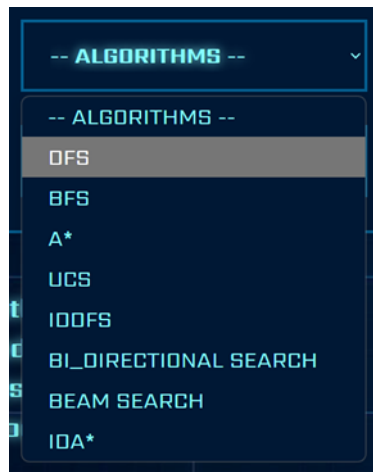 -- ALGORITHMS --
-- ALGORITHMS --
DFS
BFS
A*
UCS
IDDFS
BI_DIRECTIONAL SEARCH
BEAM SEARCH
IDA*